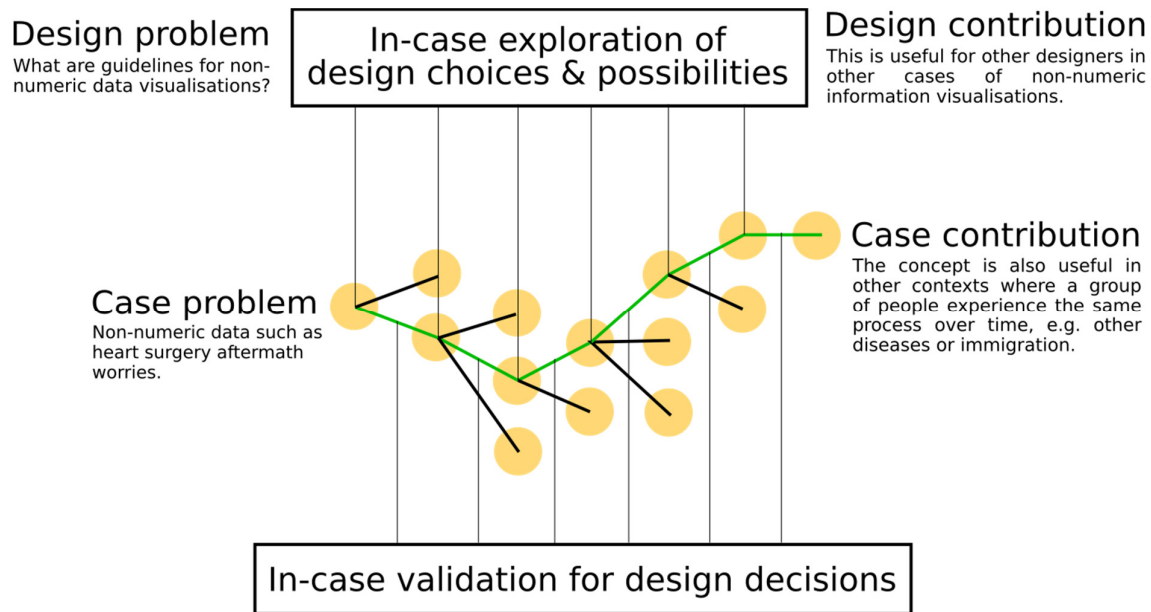 Design problem
What are guidelines for non-
numeric data visualisations?
In-case exploration of
design choices & possibilities
Design contribution
This is useful for other designers in
other cases of non-numeric
information visualisations.
Case problem
Non-numeric data such as
heart surgery aftermath
worries.
Case contribution
The concept is also useful in
other contexts where a group
of people experience the same
process over time, e.g. other
diseases or immigration.
In-case validation for design decisions